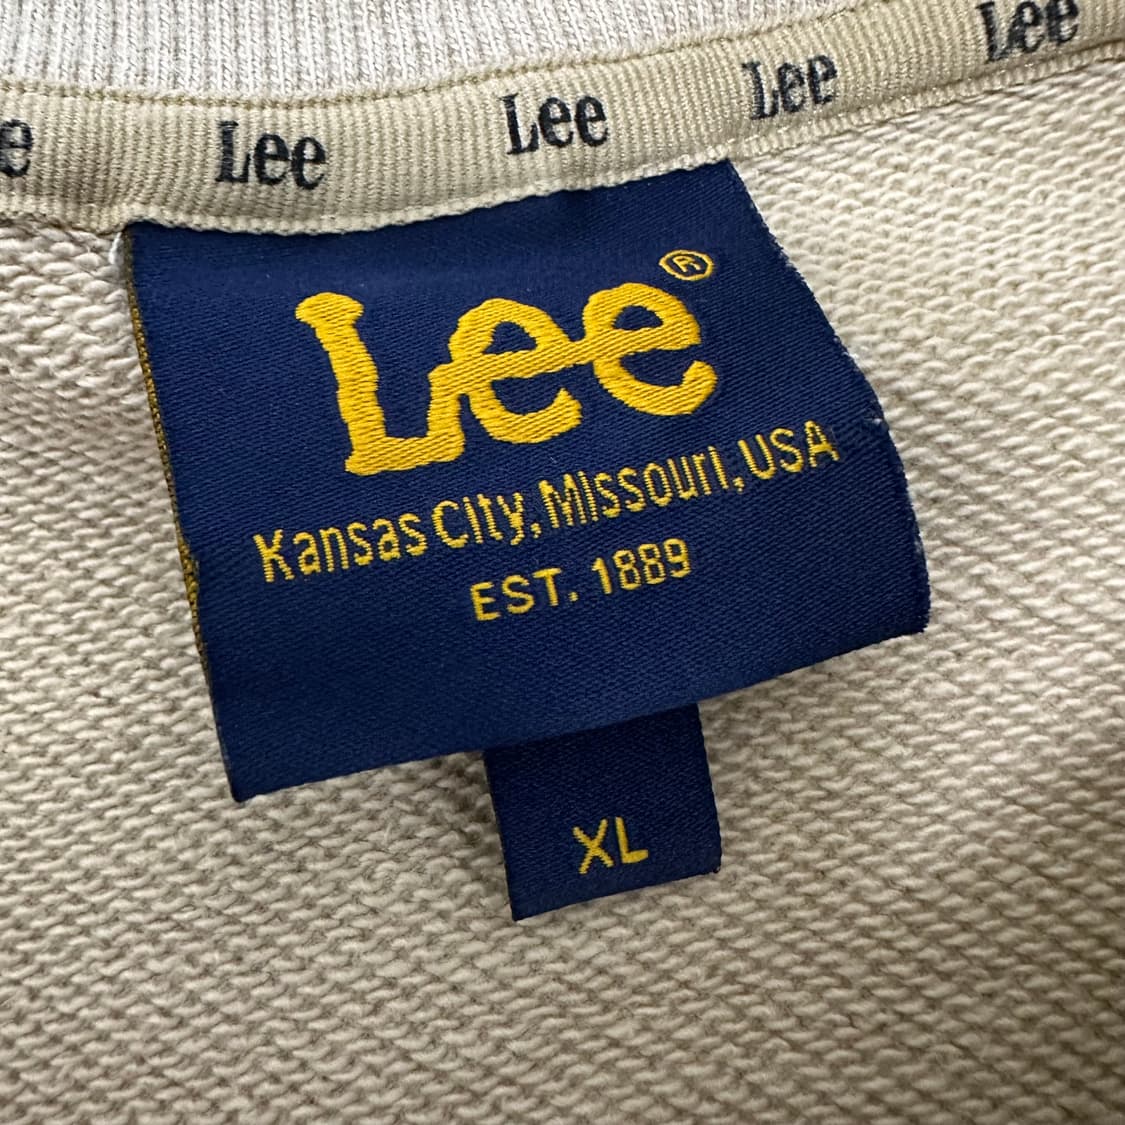 Lee Lee Lee Lee
Lee®
Kansas City, Missouri, USA
EST. 1889
XL